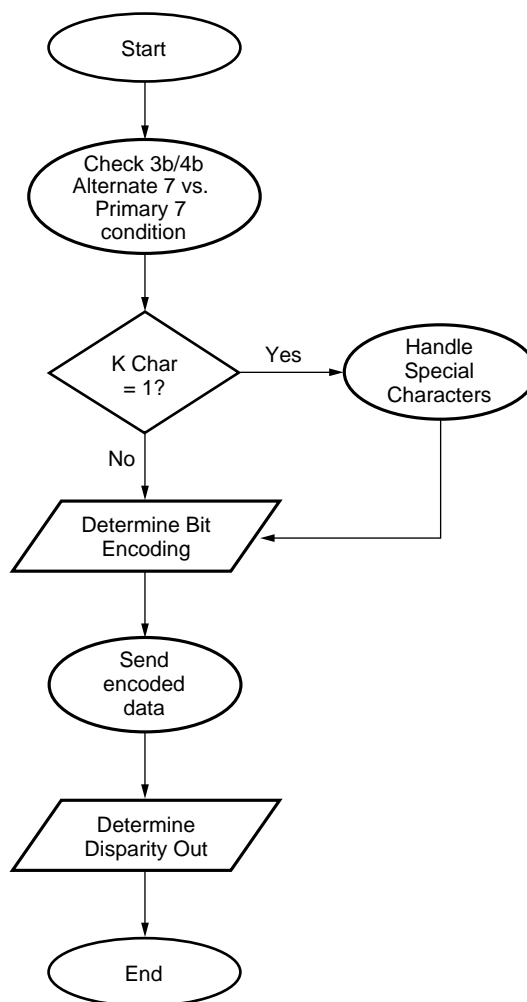 Start
Check 3b/4b
Alternate 7 vs.
Primary 7
condition
K Char
= 1?
Yes
Handle
Special
Characters
No
Determine Bit
Encoding
Send
encoded
data
Determine
Disparity Out
End